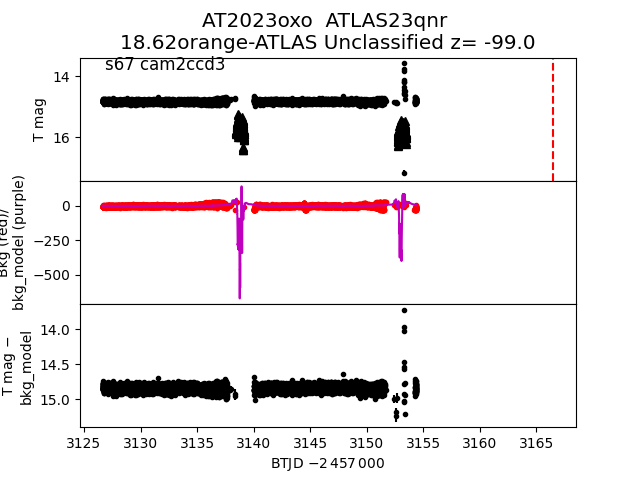 AT2023oxo  ATLAS23qnr
18.62orange-ATLAS Unclassified z= -99.0
s67 cam2ccd3
T mag
14
16
Bkg (red)/
bkg_model (purple)
0
−250
−500
T mag −
bkg_model
14.0
14.5
15.0
3125 3130 3135 3140 3145 3150 3155 3160 3165
BTJD −2 457 000